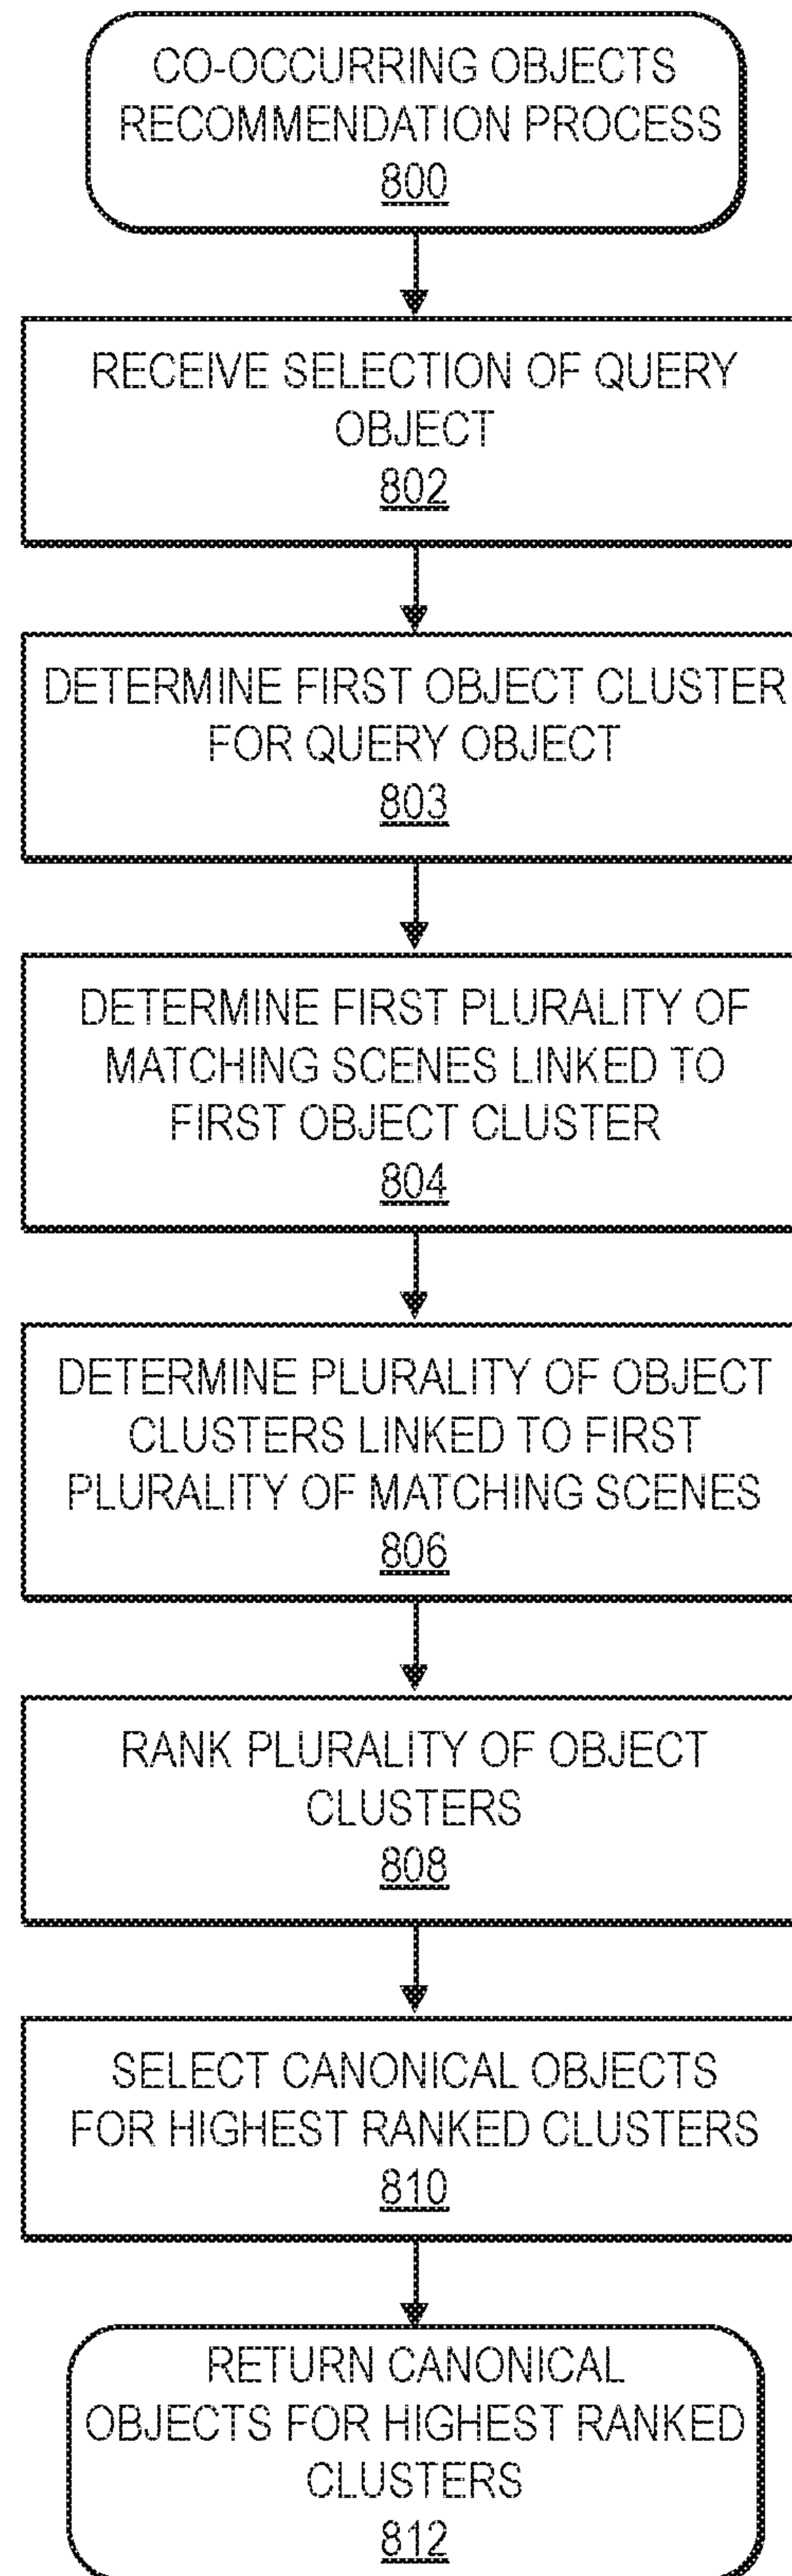 CO-OCCURRING OBJECTS
RECOMMENDATION PROCESS
800
RECEIVE SELECTION OF QUERY
OBJECT
802
DETERMINE FIRST OBJECT CLUSTER
FOR QUERY OBJECT
803
DETERMINE FIRST PLURALITY OF
MATCHING SCENES LINKED TO
FIRST OBJECT CLUSTER
804
DETERMINE PLURALITY OF OBJECT
CLUSTERS LINKED TO FIRST
PLURALITY OF MATCHING SCENES
806
RANK PLURALITY OF OBJECT
CLUSTERS
808
SELECT CANONICAL OBJECTS
FOR HIGHEST RANKED CLUSTERS
810
RETURN CANONICAL
OBJECTS FOR HIGHEST RANKED
CLUSTERS
812